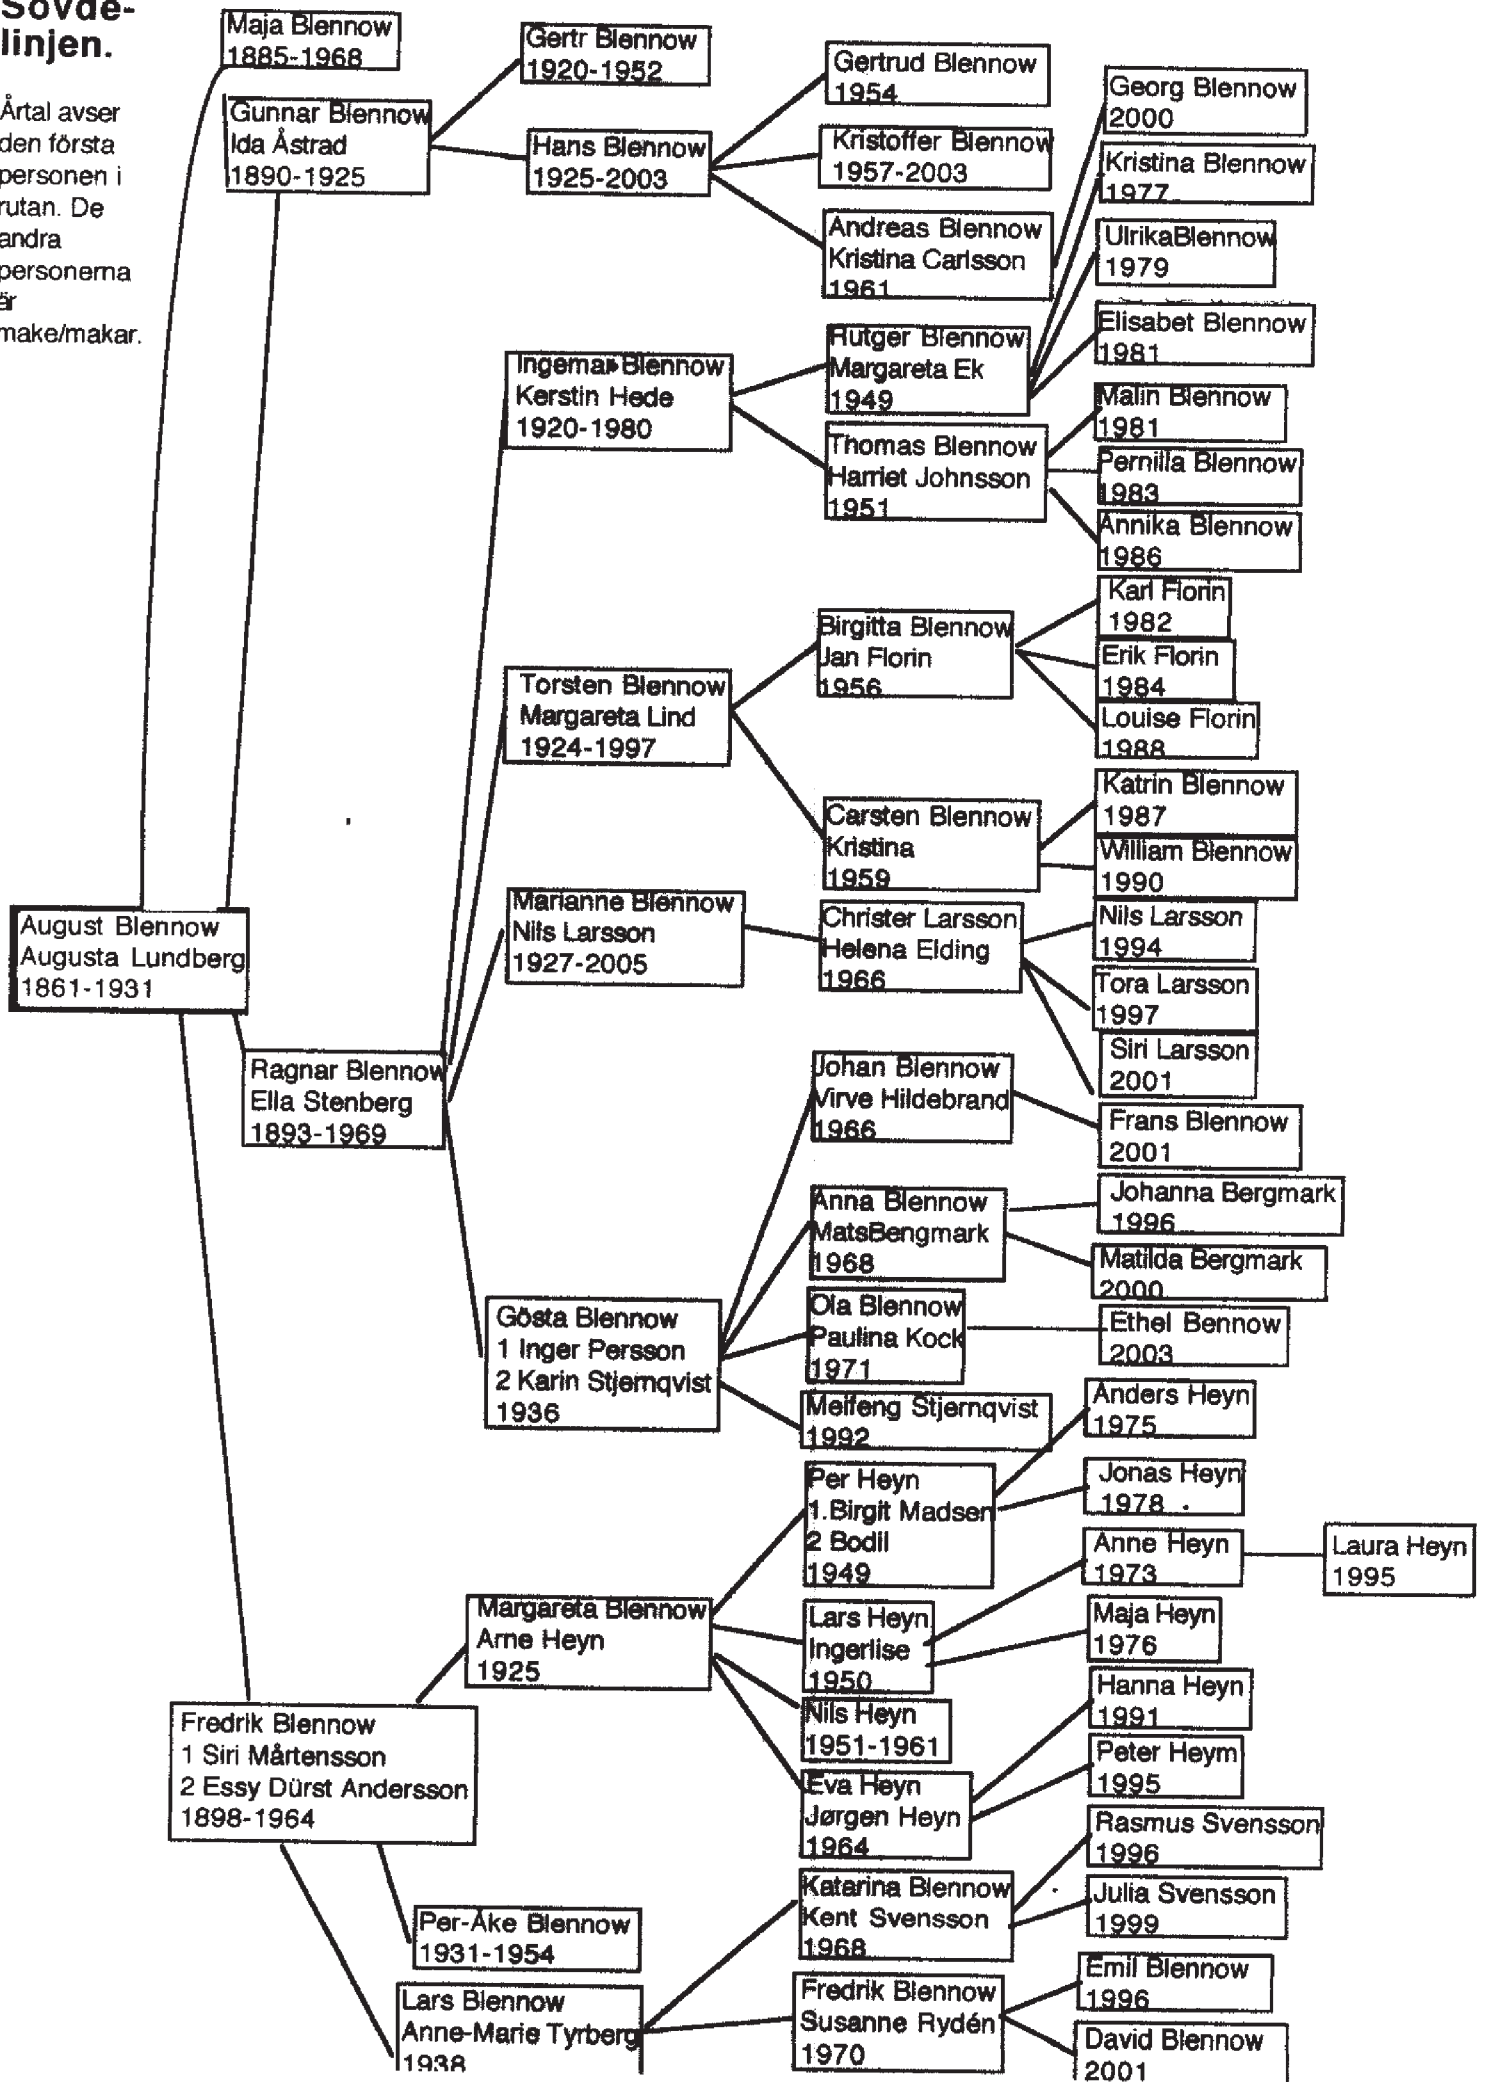 Sovde-
linjen.
Årtal avser
den första
personen i
rutan. De
andra
personerna
är
make/makar.
August Blennow
Augusta Lundberg
1861-1931
Maja Blennow
1885-1968
Gunnar Blennow
Ida Åstrad
1890-1925
Ragnar Blennow
Ella Stenberg
1893-1969
Fredrik Blennow
1 Siri Mårtensson
2 Essy Dürst Andersson
1898-1964
Gertr Blennow
1920-1952
Hans Blennow
1925-2003
Ingemar Blennow
Kerstin Hede
1920-1980
Torsten Blennow
Margareta Lind
1924-1997
Marianne Blennow
Nils Larsson
1927-2005
Gösta Blennow
1 Inger Persson
2 Karin Stjernqvist
1936
Margareta Blennow
Arne Heyn
1925
Per-Åke Blennow
1931-1954
Lars Blennow
Anne-Marie Tyrberg
1938
Gertrud Blennow
1954
Kristoffer Blennow
1957-2003
Andreas Blennow
Kristina Carlsson
1961
Rutger Blennow
Margareta Ek
1949
Thomas Blennow
Harriet Johnsson
1951
Birgitta Blennow
Jan Florin
1956
Carsten Blennow
Kristina
1959
Christer Larsson
Helena Elding
1966
Johan Blennow
Virve Hildebrand
1966
Anna Blennow
MatsBengmark
1968
Ola Blennow
Paulina Kock
1971
Meifeng Stjernqvist
1992
Per Heyn
1.Birgit Madsen
2 Bodil
1949
Lars Heyn
Ingerlise
1950
Nils Heyn
1951-1961
Eva Heyn
Jørgen Heyn
1964
Katarina Blennow
Kent Svensson
1968
Fredrik Blennow
Susanne Rydén
1970
Georg Blennow
2000
Kristina Blennow
1977
UlrikaBlennow
1979
Elisabet Blennow
1981
Malin Blennow
1981
Pernilla Blennow
1983
Annika Blennow
1986
Karl Florin
1982
Erik Florin
1984
Louise Florin
1988
Katrin Blennow
1987
William Blennow
1990
Nils Larsson
1994
Tora Larsson
1997
Siri Larsson
2001
Frans Blennow
2001
Johanna Bergmark
1996
Matilda Bergmark
2000
Ethel Bennow
2003
Anders Heyn
1975
Jonas Heyn
1978
Anne Heyn
1973
Maja Heyn
1976
Hanna Heyn
1991
Peter Heym
1995
Rasmus Svensson
1996
Julia Svensson
1999
Emil Blennow
1996
David Blennow
2001
Laura Heyn
1995